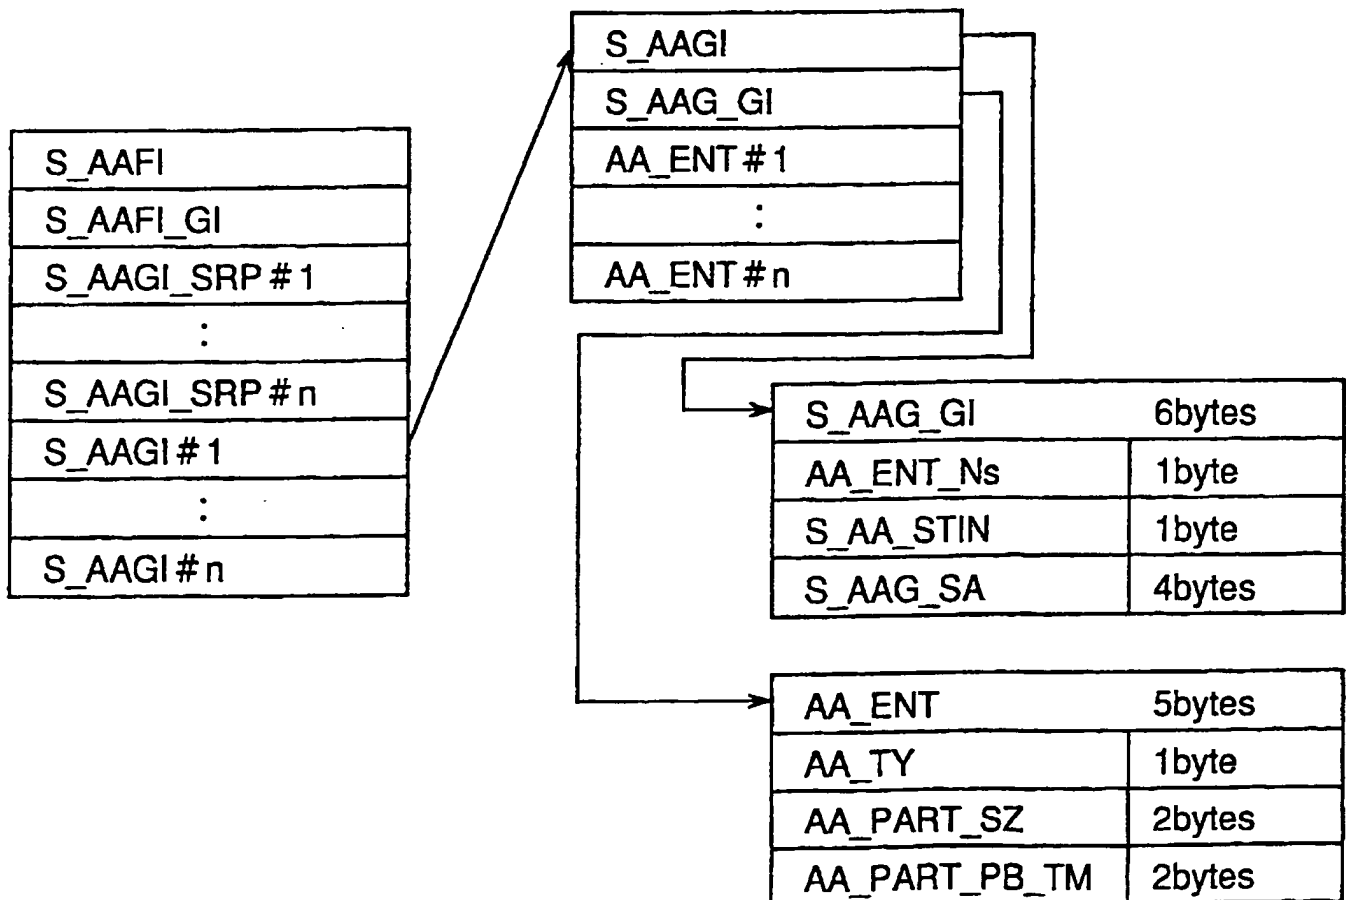 S_AAFI
S_AAFI_GI
S_AAGI_SRP#1
:
S_AAGI_SRP#n
S_AAGI#1
:
S_AAGI#n
S_AAGI
S_AAG_GI
AA_ENT#1
:
AA_ENT#n
S_AAG_GI 6bytes
AA_ENT_Ns 1byte
S_AA_STIN 1byte
S_AAG_SA 4bytes
AA_ENT 5bytes
AA_TY 1byte
AA_PART_SZ 2bytes
AA_PART_PB_TM 2bytes